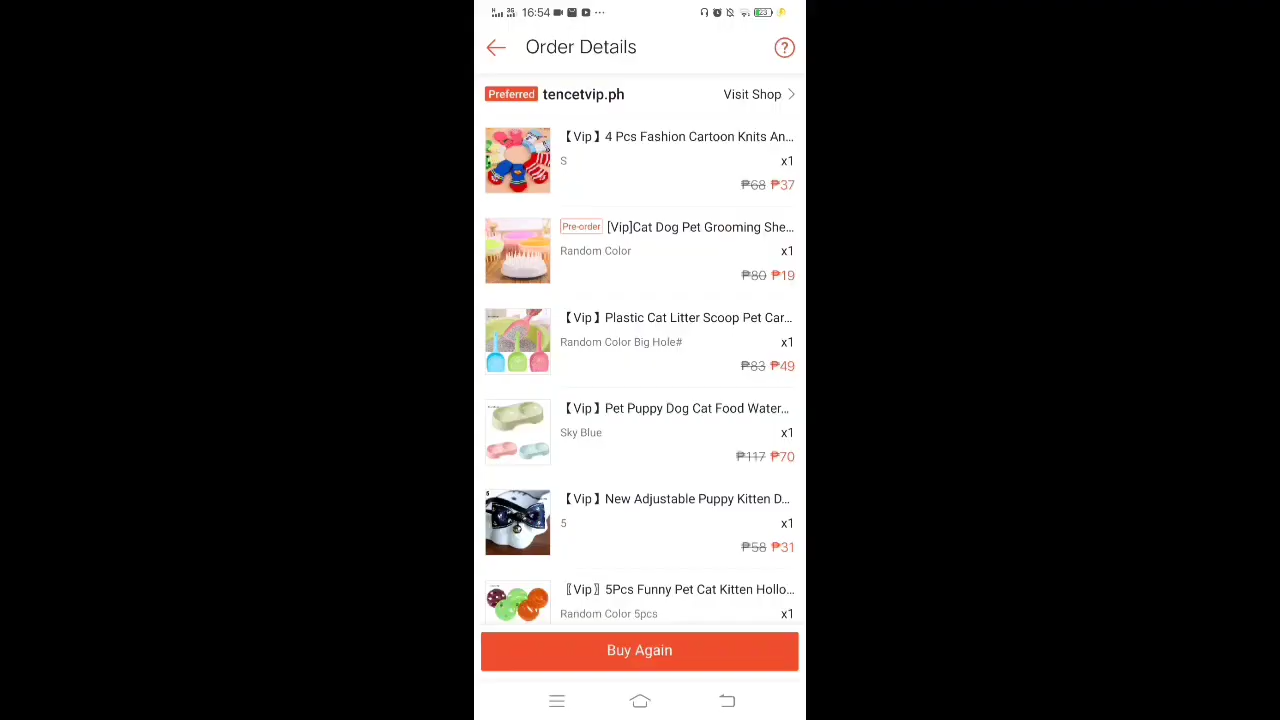 16:54
23
Order Details
Preferred tencetvip.ph
Visit Shop
【Vip】4 Pcs Fashion Cartoon Knits An...
S
x1
₱68 ₱37
Pre-order [Vip]Cat Dog Pet Grooming She...
Random Color
x1
₱80 ₱19
【Vip】Plastic Cat Litter Scoop Pet Car...
Random Color Big Hole#
x1
₱83 ₱49
【Vip】Pet Puppy Dog Cat Food Water...
Sky Blue
x1
₱117 ₱70
【Vip】New Adjustable Puppy Kitten D...
5
x1
₱58 ₱31
〖Vip〗5Pcs Funny Pet Cat Kitten Hollo...
Random Color 5pcs
x1
Buy Again